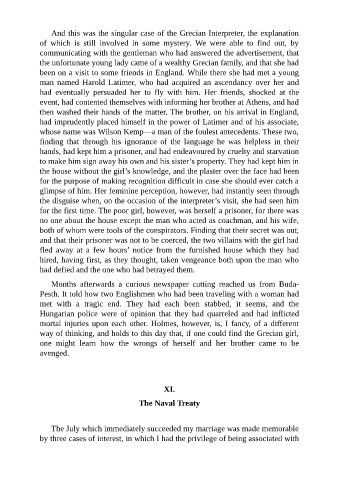 And this was the singular case of the Grecian Interpreter, the explanation
of which is still involved in some mystery. We were able to find out, by
communicating with the gentleman who had answered the advertisement, that
the unfortunate young lady came of a wealthy Grecian family, and that she had
been on a visit to some friends in England. While there she had met a young
man named Harold Latimer, who had acquired an ascendancy over her and
had eventually persuaded her to fly with him. Her friends, shocked at the
event, had contented themselves with informing her brother at Athens, and had
then washed their hands of the matter. The brother, on his arrival in England,
had imprudently placed himself in the power of Latimer and of his associate,
whose name was Wilson Kemp—a man of the foulest antecedents. These two,
finding that through his ignorance of the language he was helpless in their
hands, had kept him a prisoner, and had endeavoured by cruelty and starvation
to make him sign away his own and his sister's property. They had kept him in
the house without the girl's knowledge, and the plaster over the face had been
for the purpose of making recognition difficult in case she should ever catch a
glimpse of him. Her feminine perception, however, had instantly seen through
the disguise when, on the occasion of the interpreter's visit, she had seen him
for the first time. The poor girl, however, was herself a prisoner, for there was
no one about the house except the man who acted as coachman, and his wife,
both of whom were tools of the conspirators. Finding that their secret was out,
and that their prisoner was not to be coerced, the two villains with the girl had
fled away at a few hours' notice from the furnished house which they had
hired, having first, as they thought, taken vengeance both upon the man who
had defied and the one who had betrayed them.
Months afterwards a curious newspaper cutting reached us from Buda-
Pesth. It told how two Englishmen who had been traveling with a woman had
met with a tragic end. They had each been stabbed, it seems, and the
Hungarian police were of opinion that they had quarreled and had inflicted
mortal injuries upon each other. Holmes, however, is, I fancy, of a different
way of thinking, and holds to this day that, if one could find the Grecian girl,
one might learn how the wrongs of herself and her brother came to be
avenged.
XI.
The Naval Treaty
The July which immediately succeeded my marriage was made memorable
by three cases of interest, in which I had the privilege of being associated with